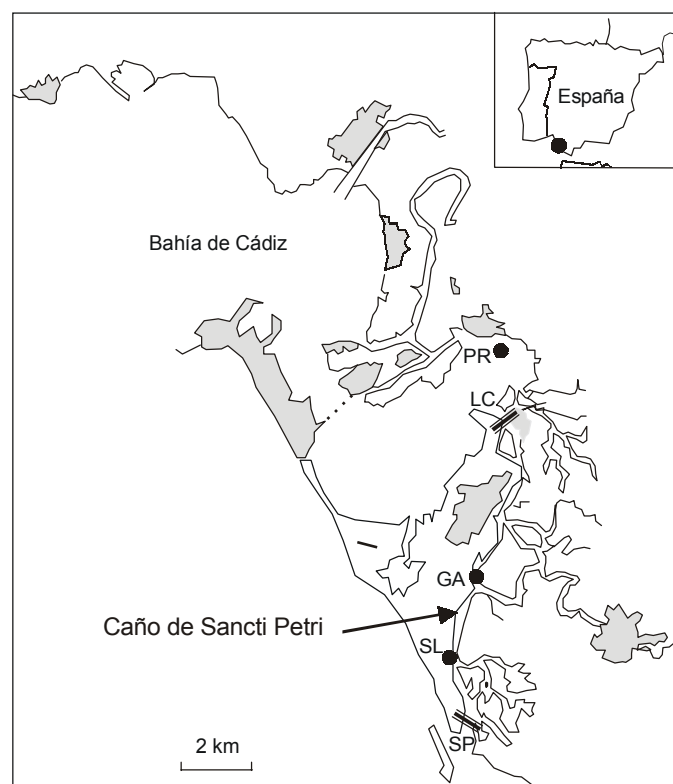 España
Bahía de Cádiz
PR
LC
GA
Caño de Sancti Petri
SL
SP
2 km